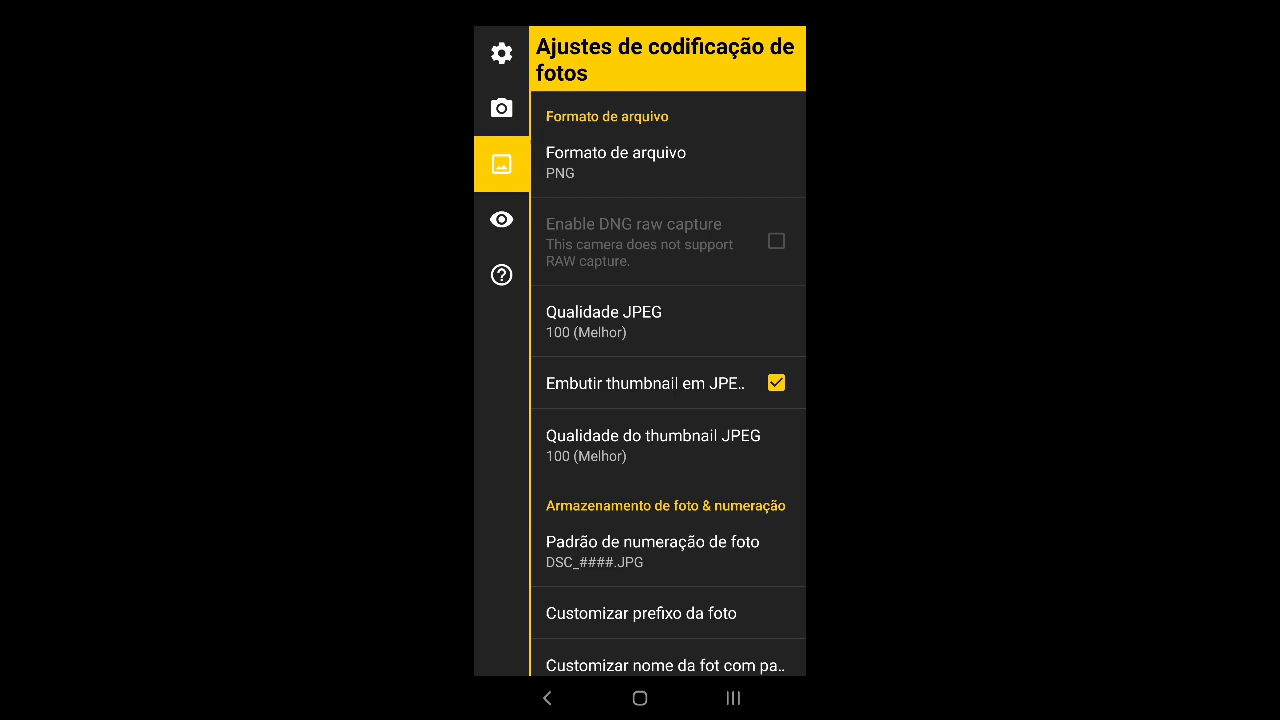 Ajustes de codificação de
fotos
Formato de arquivo
Formato de arquivo
PNG
Enable DNG raw capture
This camera does not support
RAW capture.
Qualidade JPEG
100 (Melhor)
Embutir thumbnail em JPE..
Qualidade do thumbnail JPEG
100 (Melhor)
Armazenamento de foto & numeração
Padrão de numeração de foto
DSC_####.JPG
Customizar prefixo da foto
Customizar nome da fot com pa..